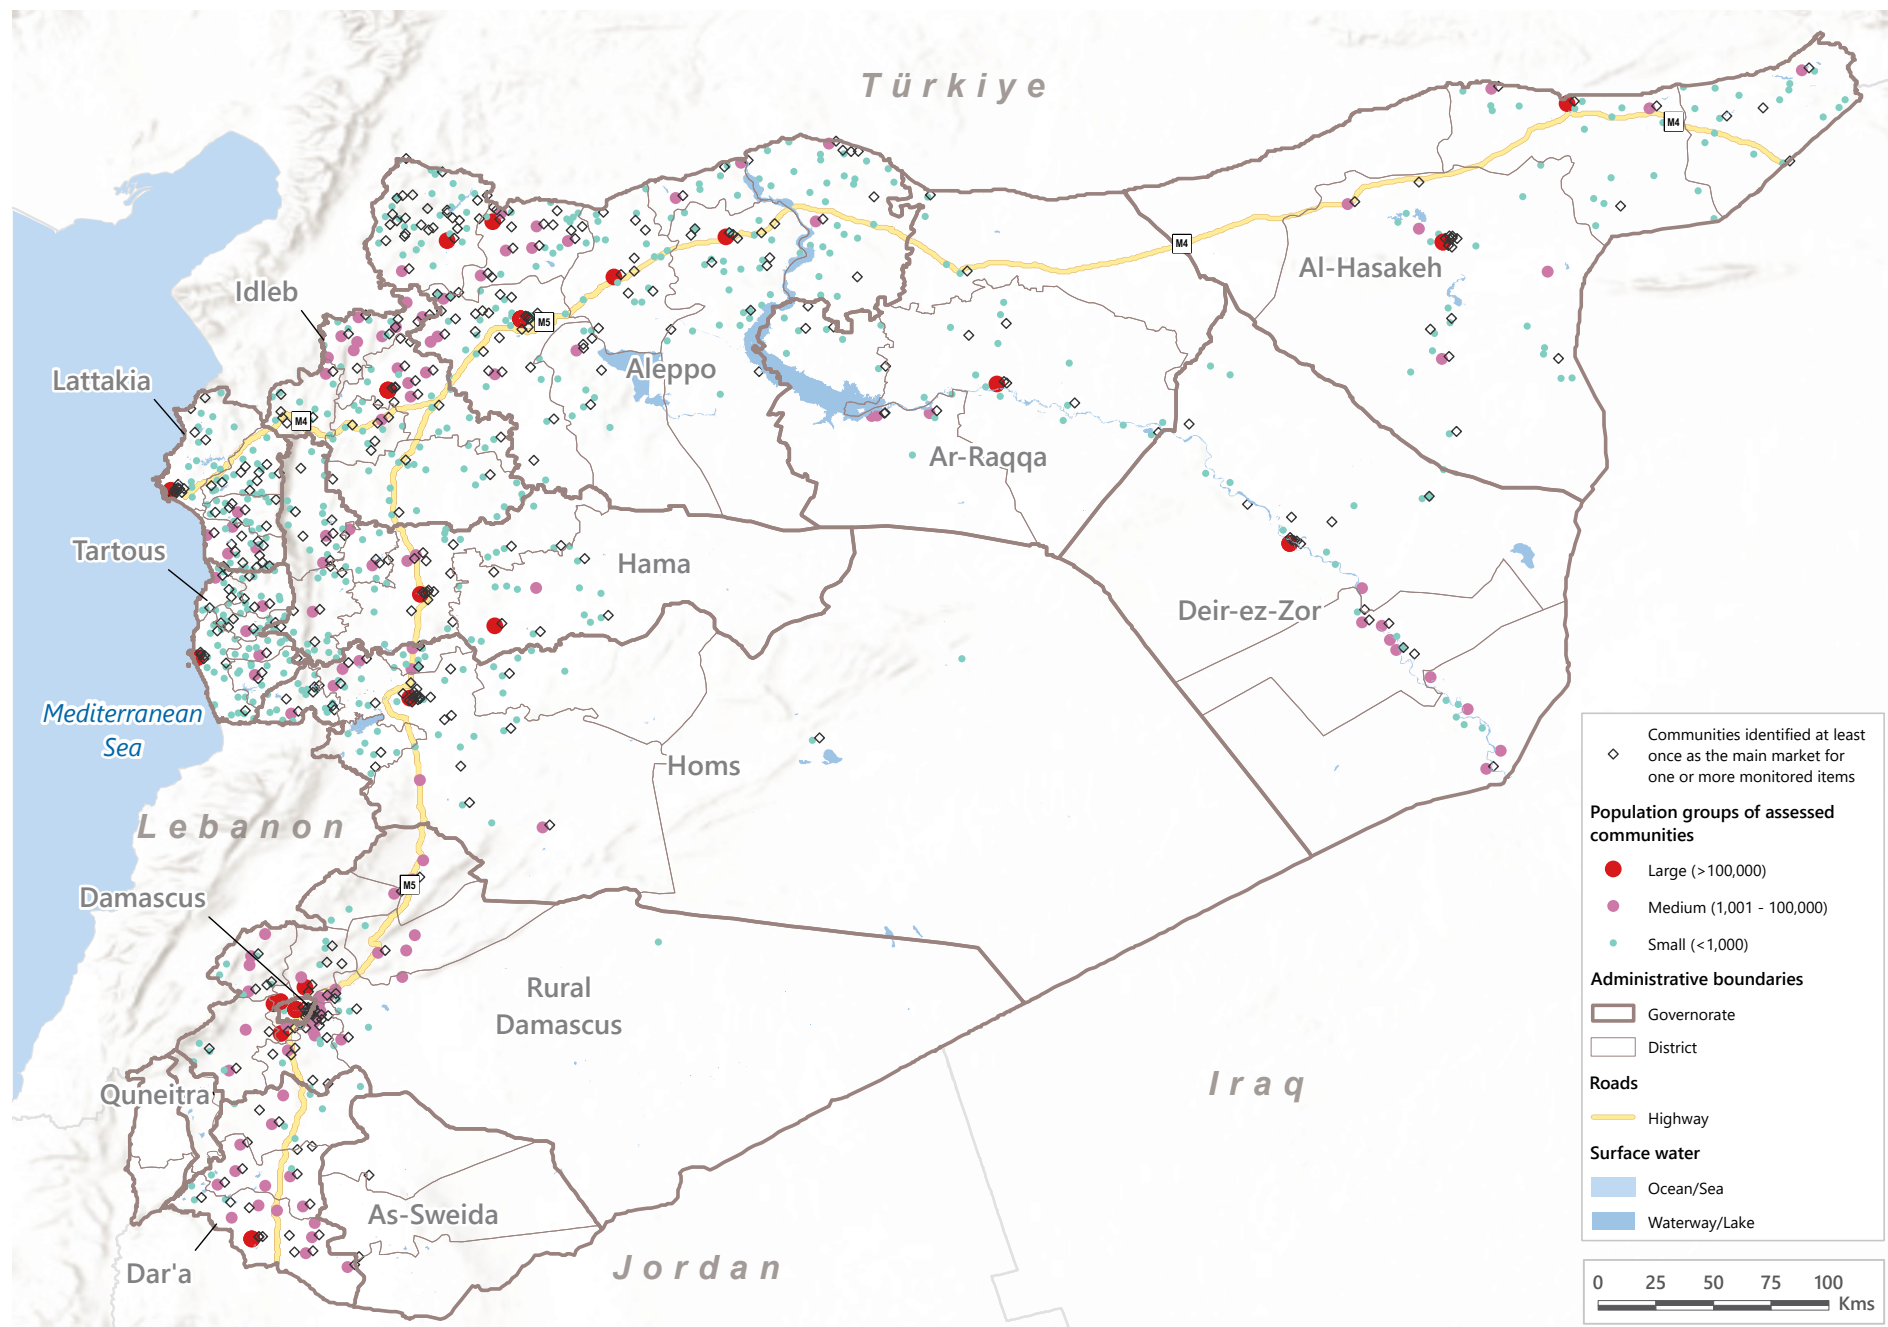 Türkiye
M4
M4
Al-Hasakeh
Idleb
M5
Aleppo
Lattakia
M4
Ar-Raqqa
Tartous
Hama
Deir-ez-Zor
Mediterranean
Sea
Homs
Lebanon
M5
Damascus
Rural
Damascus
Quneitra
Iraq
As-Sweida
Jordan
Dar'a
Communities identified at least
once as the main market for
one or more monitored items
Population groups of assessed
communities
Large (>100,000)
Medium (1,001 - 100,000)
Small (<1,000)
Administrative boundaries
Governorate
District
Roads
Highway
Surface water
Ocean/Sea
Waterway/Lake
0 25 50 75 100
Kms